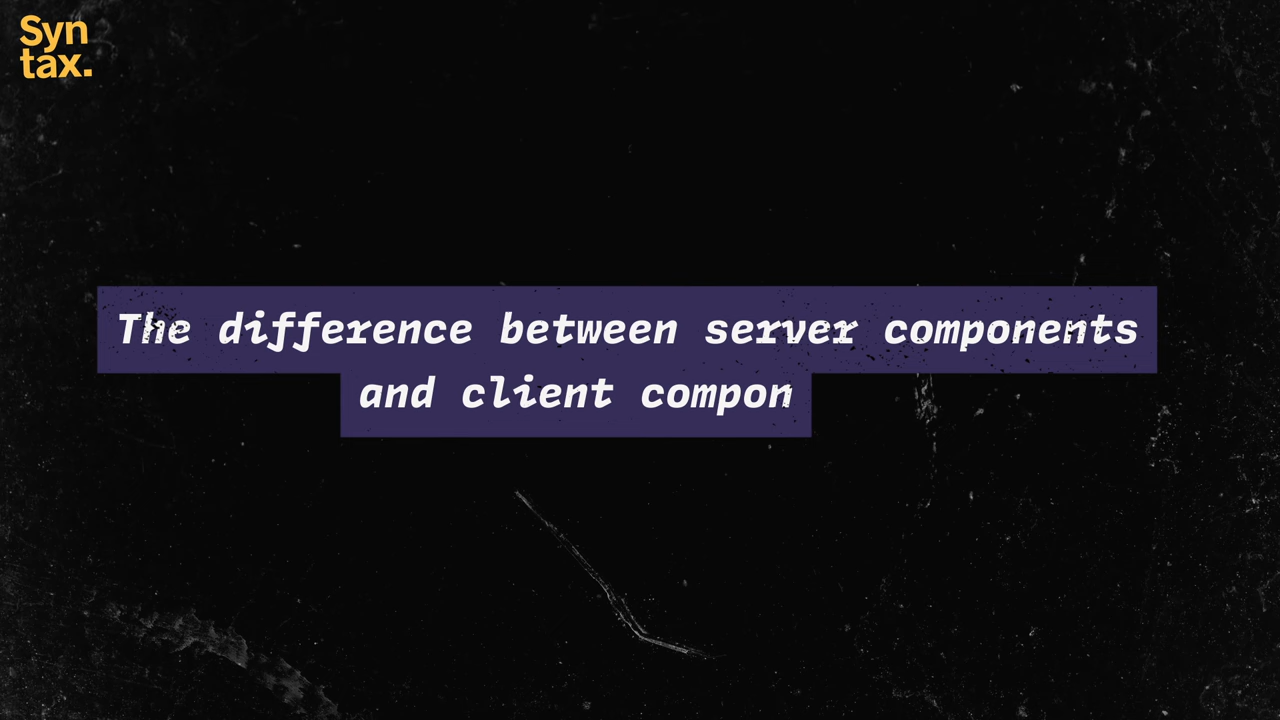 Syn
tax.
The difference between server components
and client compon